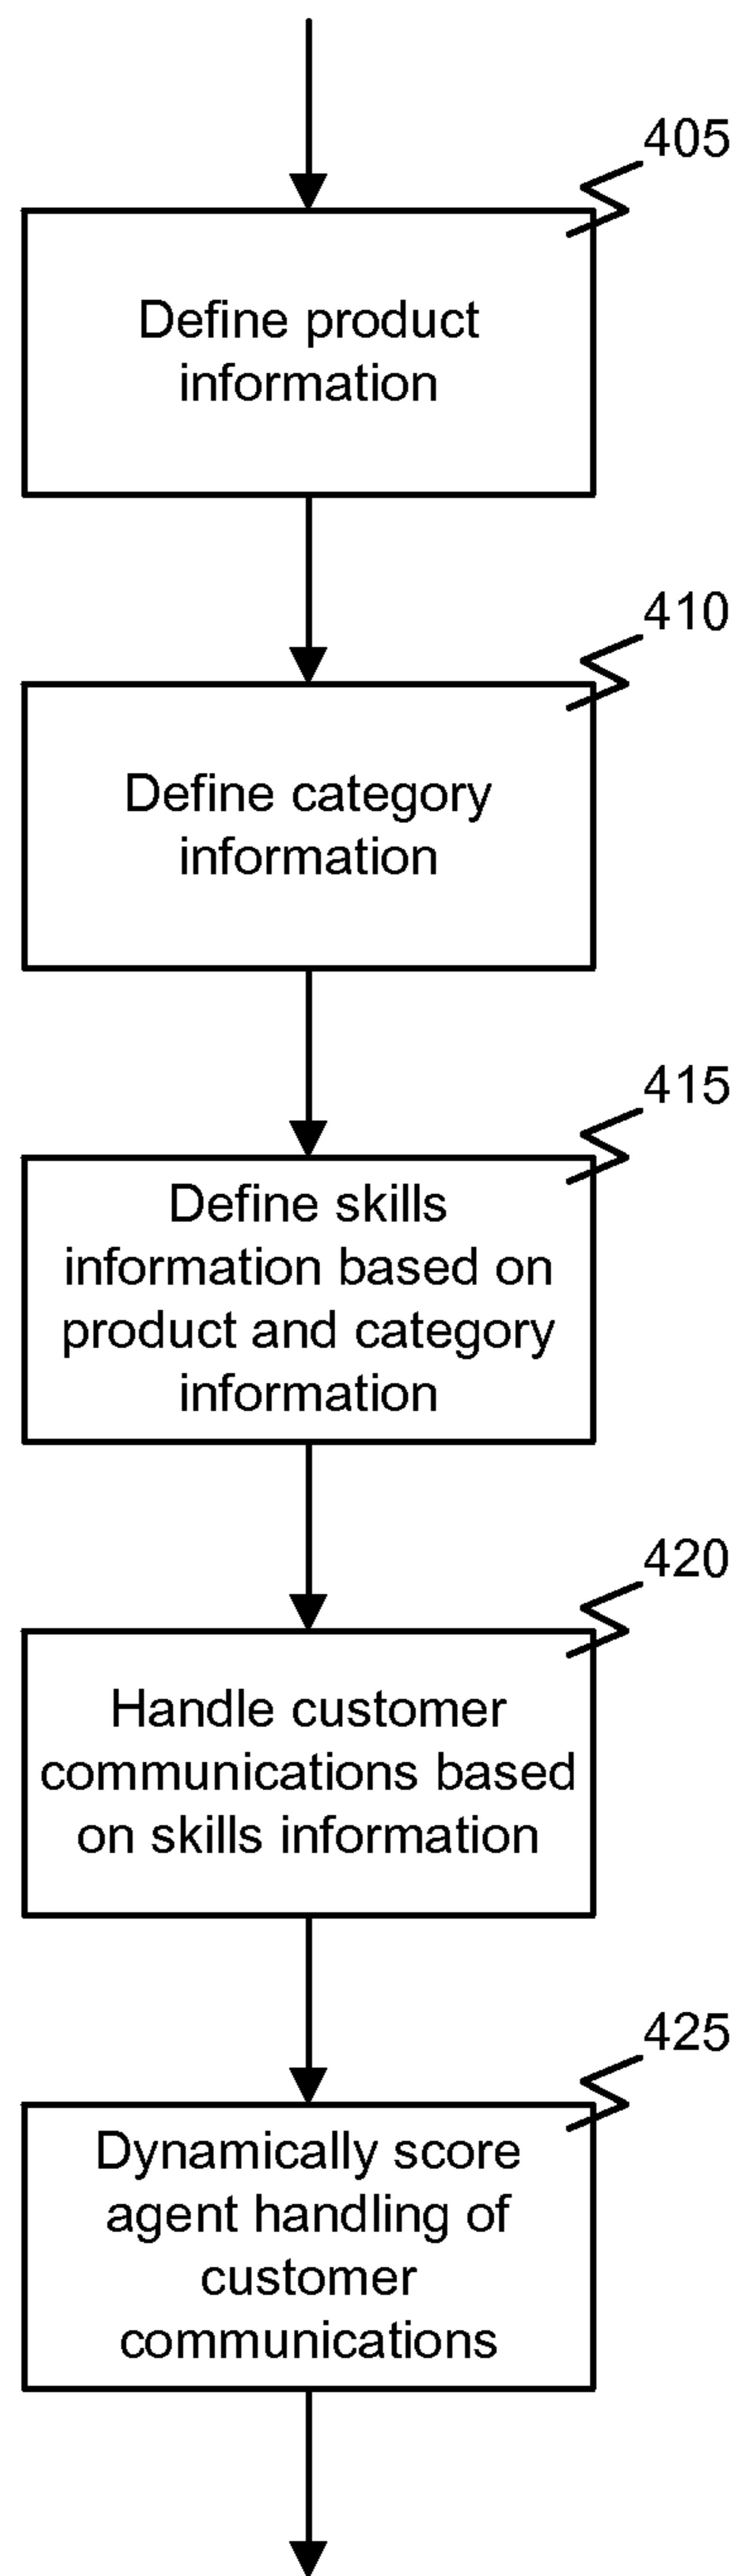 405
Define product
information
410
Define category
information
415
Define skills
information based on
product and category
information
420
Handle customer
communications based
on skills information
425
Dynamically score
agent handling of
customer
communications